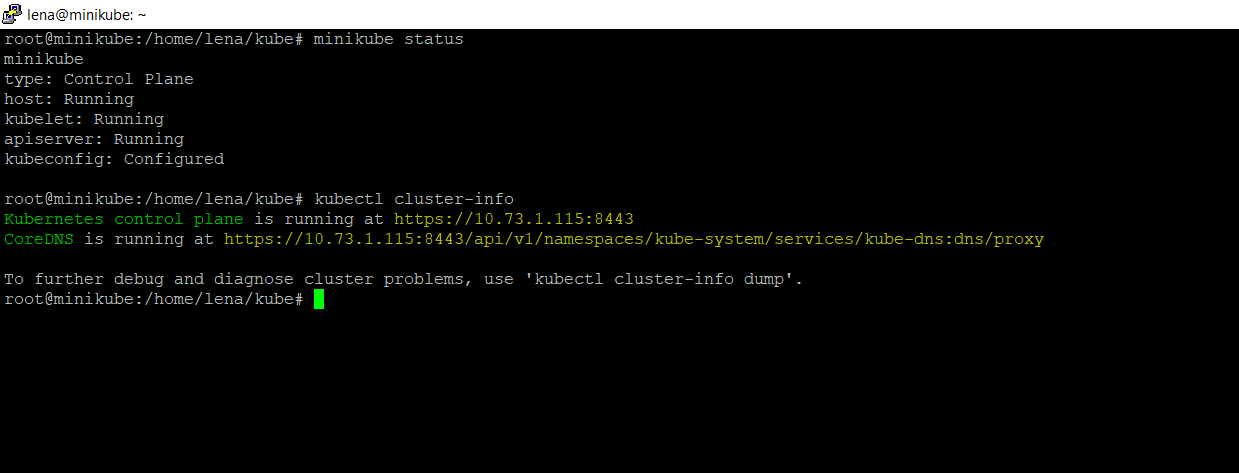 lena@minikube: ~
root@minikube:/home/lena/kube# minikube status
minikube
type: Control Plane
host: Running
kubelet: Running
apiserver: Running
kubeconfig: Configured
root@minikube:/home/lena/kube# kubectl cluster-info
Kubernetes control plane is running at https://10.73.1.115:8443
CoreDNS is running at https://10.73.1.115:8443/api/v1/namespaces/kube-system/services/kube-dns:dns/proxy
To further debug and diagnose cluster problems, use 'kubectl cluster-info dump'.
root@minikube:/home/lena/kube#